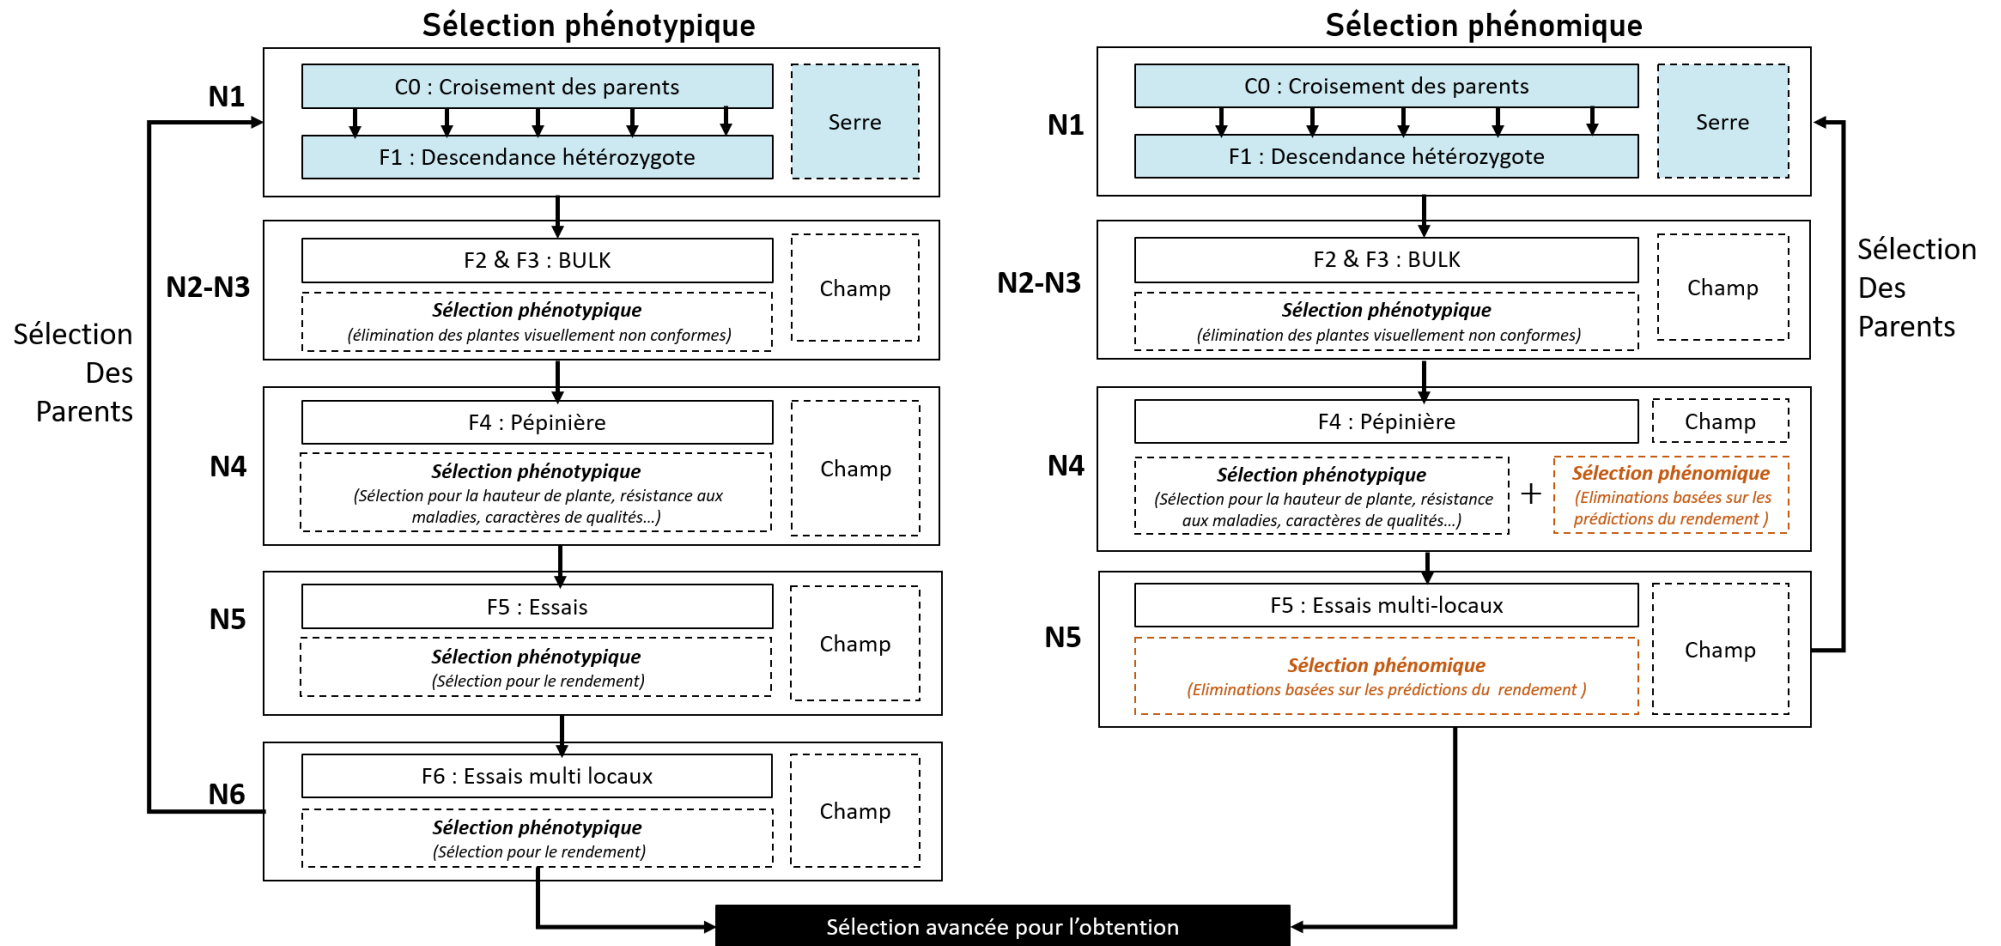 Sélection phénotypique
N1
C0 : Croisement des parents
F1 : Descendance hétérozygote
Serre
N2-N3
F2 & F3 : BULK
Sélection phénotypique
(élimination des plantes visuellement non conformes)
Champ
Sélection
Des
Parents
N4
F4 : Pépinière
Sélection phénotypique
(Sélection pour la hauteur de plante, résistance aux
maladies, caractères de qualités...)
Champ
N5
F5 : Essais
Sélection phénotypique
(Sélection pour le rendement)
Champ
N6
F6 : Essais multi locaux
Sélection phénotypique
(Sélection pour le rendement)
Champ
Sélection phénomique
N1
C0 : Croisement des parents
F1 : Descendance hétérozygote
Serre
N2-N3
F2 & F3 : BULK
Sélection phénotypique
(élimination des plantes visuellement non conformes)
Champ
Sélection
Des
Parents
N4
F4 : Pépinière
Champ
Sélection phénotypique
(Sélection pour la hauteur de plante, résistance
aux maladies, caractères de qualités...)
+
Sélection phénomique
(Eliminations basées sur les
prédictions du rendement )
N5
F5 : Essais multi-locaux
Sélection phénomique
(Eliminations basées sur les prédictions du rendement )
Champ
Sélection avancée pour l'obtention